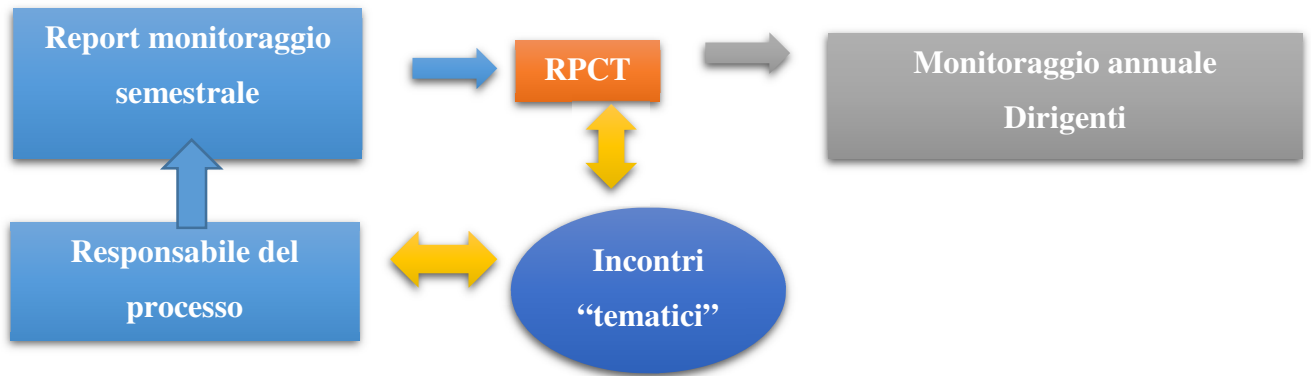 Report monitoraggio
semestrale
RPCT
Monitoraggio annuale
Dirigenti
Responsabile del
processo
Incontri
“tematici”